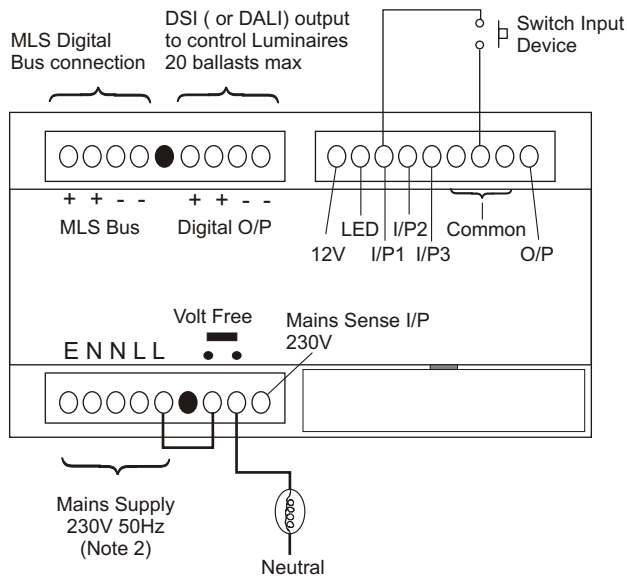 DSI ( or DALI) output
to control Luminaires
20 ballasts max
MLS Digital
Bus connection
Switch Input
Device
+ + - -
+ + - -
MLS Bus
Digital O/P
LED I/P2 Common
12V I/P1 I/P3 O/P
Volt Free
Mains Sense I/P
230V
E N N L L
Mains Supply
230V 50Hz
(Note 2)
Neutral